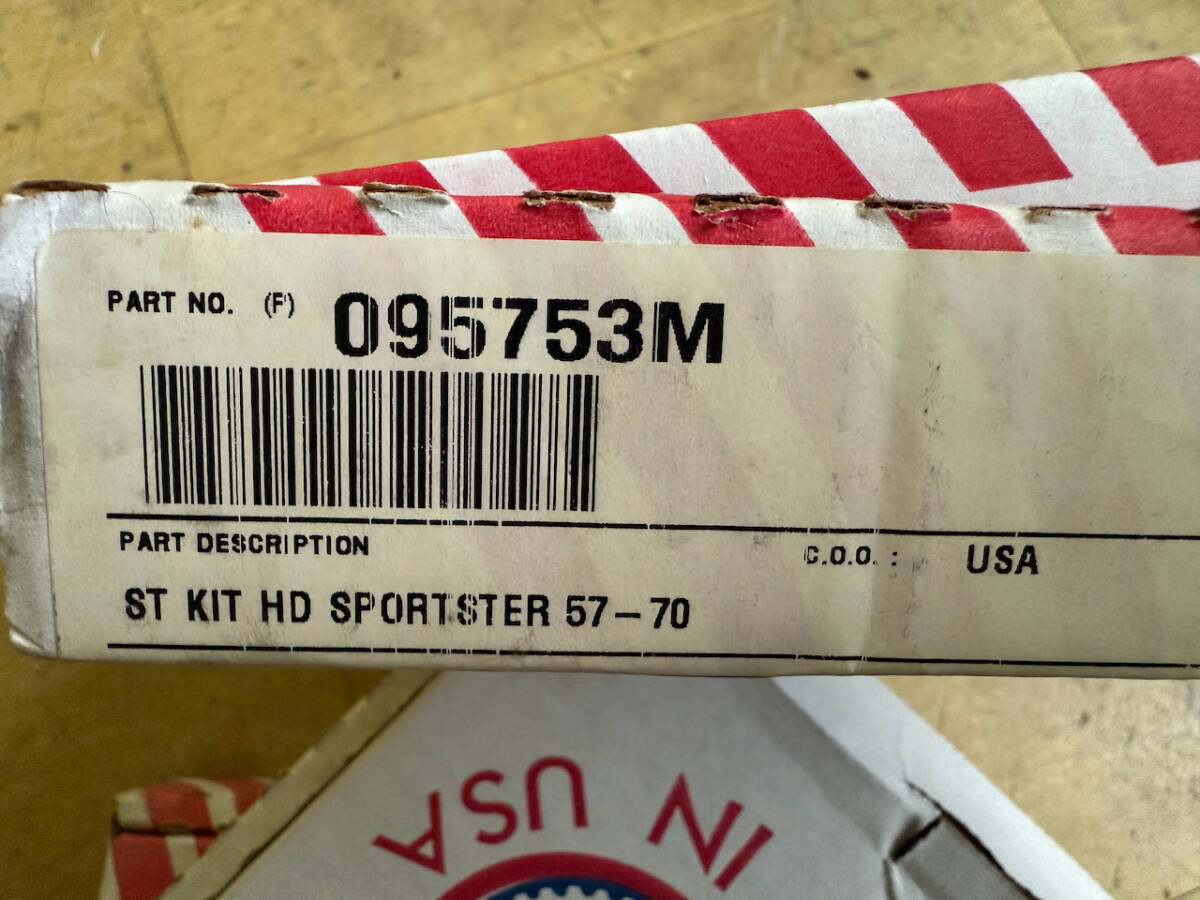 PART NO. (P) 095753M
PART DESCRIPTION
C.O.O. : USA
ST KIT HD SPORTSTER 57-70
IN USA